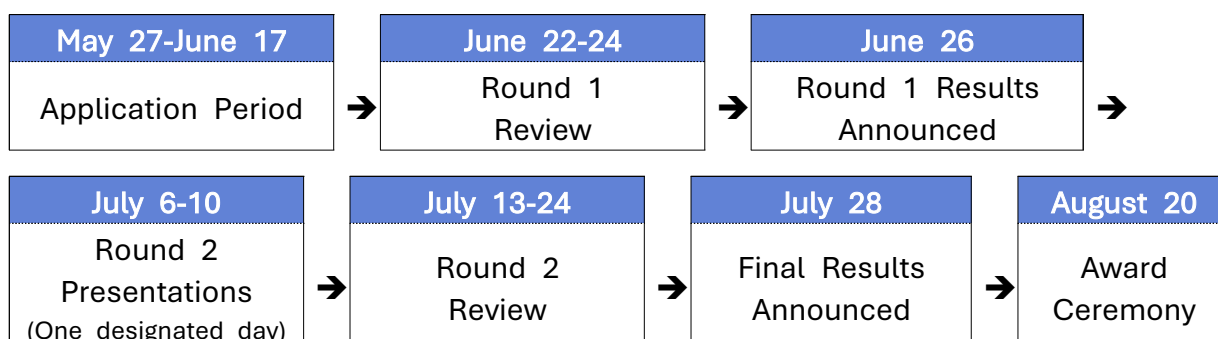 May 27-June 17
Application Period
➔
June 22-24
Round 1
Review
➔
June 26
Round 1 Results
Announced
➔
July 6-10
Round 2
Presentations
(One designated day)
➔
July 13-24
Round 2
Review
➔
July 28
Final Results
Announced
➔
August 20
Award
Ceremony